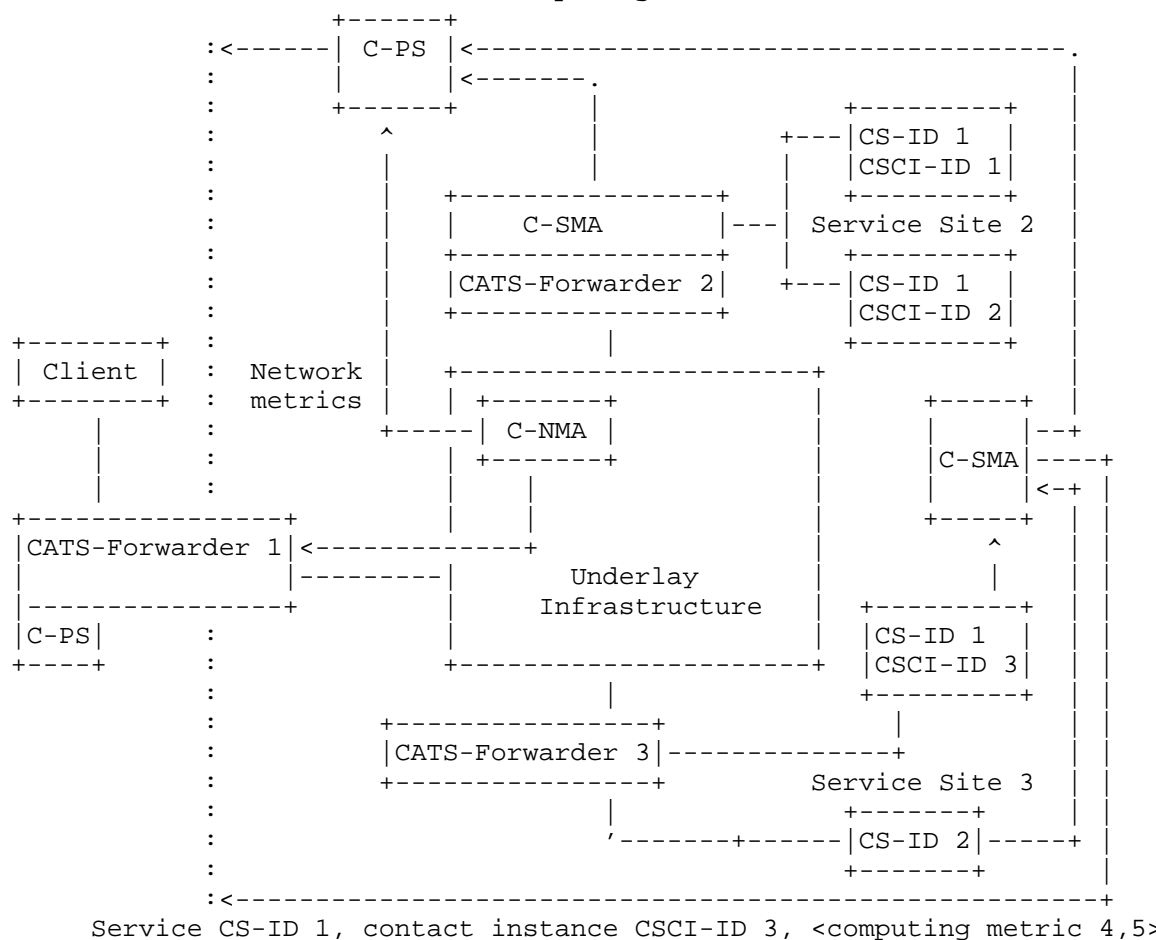 C-PS
CS-ID 1
CSCI-ID 1
C-SMA
Service Site 2
CATS-Forwarder 2
CS-ID 1
CSCI-ID 2
Client
Network
metrics
C-NMA
C-SMA
CATS-Forwarder 1
Underlay
Infrastructure
C-PS
CS-ID 1
CSCI-ID 3
CATS-Forwarder 3
Service Site 3
CS-ID 2
Service CS-ID 1, contact instance CSCI-ID 3, <computing metric 4,5>